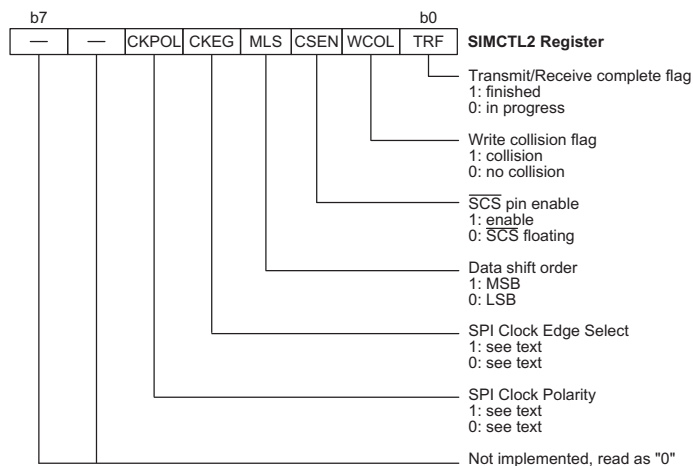 b7 b0
— — CKPOL CKEG MLS CSEN WCOL TRF SIMCTL2 Register
Transmit/Receive complete flag
1: finished
0: in progress
Write collision flag
1: collision
0: no collision
SCS pin enable
1: enable
0: SCS floating
Data shift order
1: MSB
0: LSB
SPI Clock Edge Select
1: see text
0: see text
SPI Clock Polarity
1: see text
0: see text
Not implemented, read as "0"